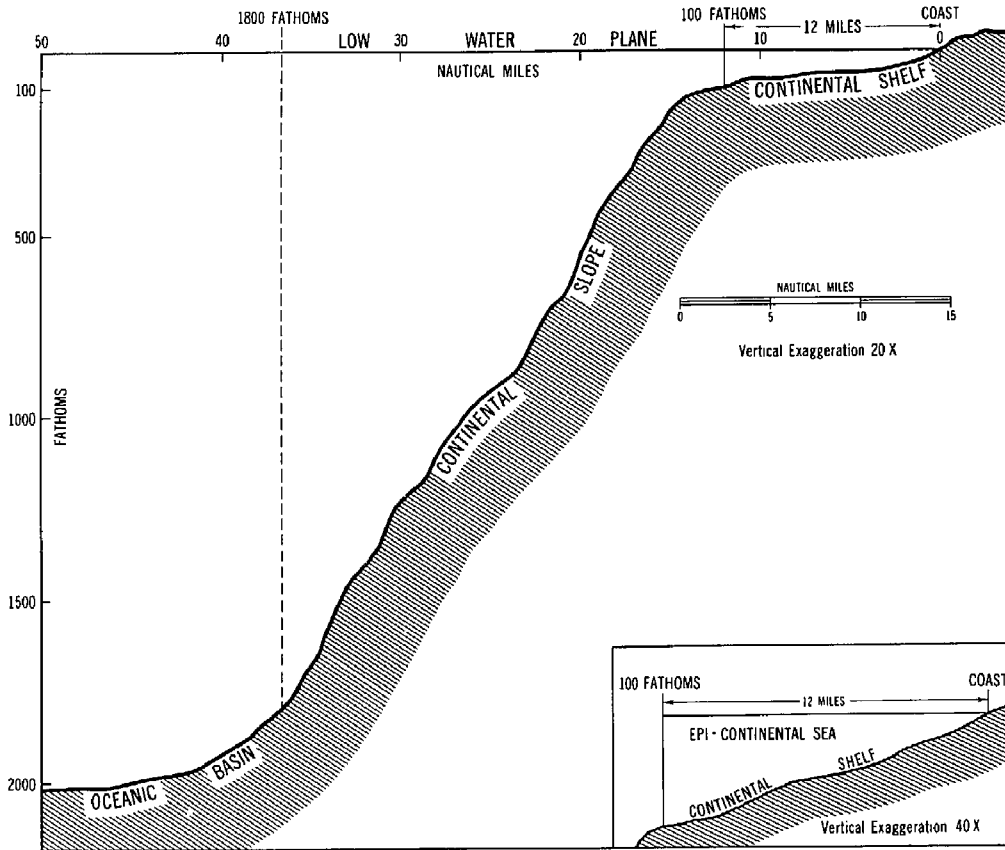 1800 FATHOMS
100 FATHOMS
COAST
12 MILES
50 40 LOW 30 WATER 20 PLANE 10 0
NAUTICAL MILES
100
500
1000
1500
2000
FATHOMS
CONTINENTAL SHELF
SLOPE
CONTINENTAL
BASIN
OCEANIC
NAUTICAL MILES
0 5 10 15
Vertical Exaggeration 20 X
100 FATHOMS
COAST
12 MILES
EPI - CONTINENTAL SEA
CONTINENTAL SHELF
Vertical Exaggeration 40 X